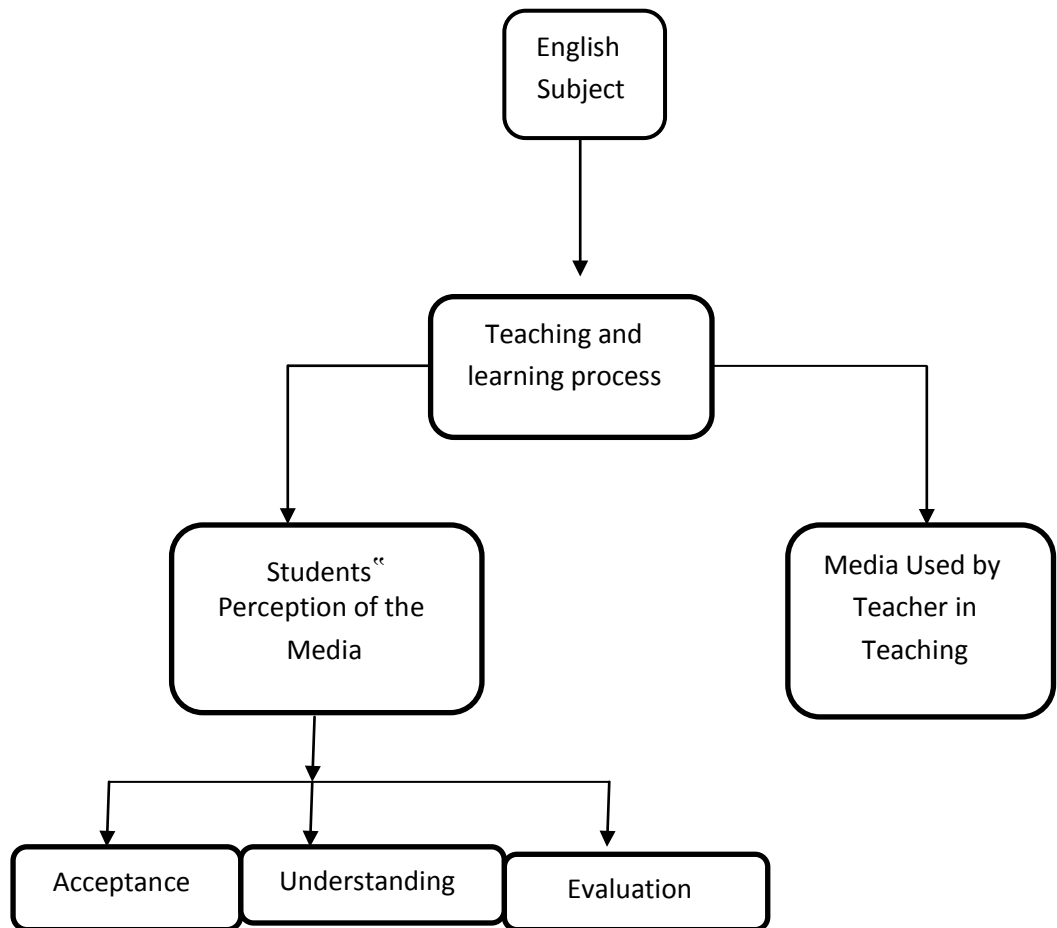 English
Subject
Teaching and
learning process
Students‟
Perception of the
Media
Media Used by
Teacher in
Teaching
Acceptance
Understanding
Evaluation